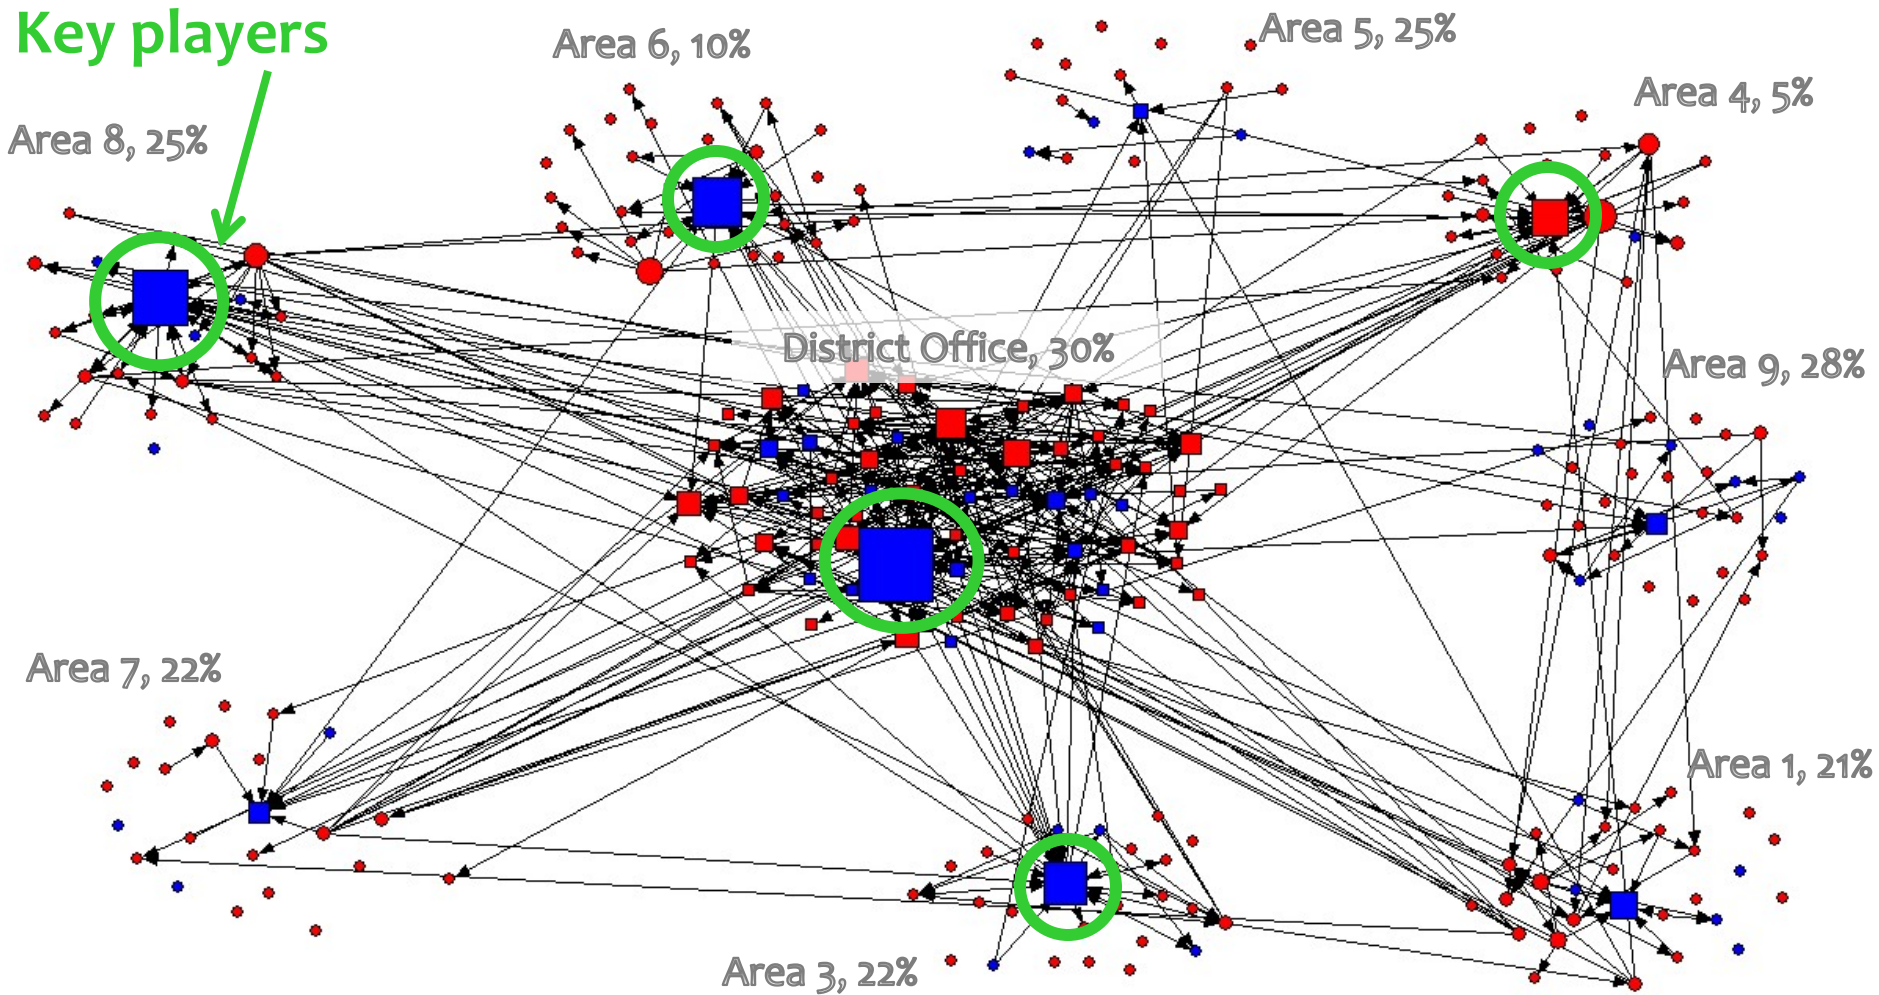 Key players
Area 6, 10%
Area 5, 25%
Area 4, 5%
Area 8, 25%
District Office, 30%
Area 9, 28%
Area 7, 22%
Area 1, 21%
Area 3, 22%